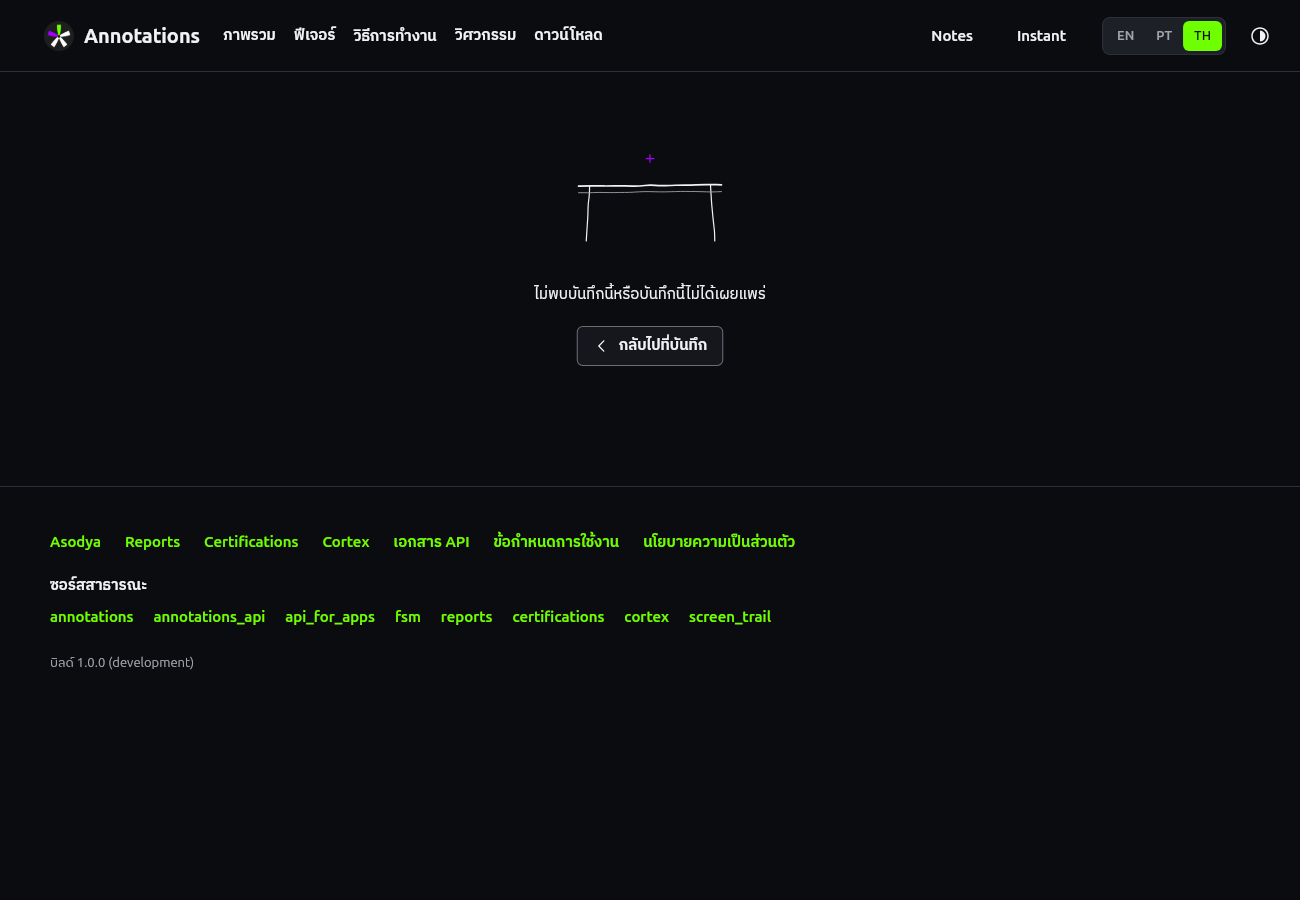 Annotations ภาพรวม ฟีเจอร์ วิธีการทำงาน วิศวกรรม ดาวน์โหลด Notes Instant EN PT TH
ไม่พบบันทึกนี้หรือบันทึกนี้ไม่ได้เผยแพร่
กลับไปที่บันทึก
Asodya Reports Certifications Cortex เอกสาร API ข้อกำหนดการใช้งาน นโยบายความเป็นส่วนตัว
ซอร์สสาธารณะ
annotations annotations_api api_for_apps fsm reports certifications cortex screen_trail
บิลด์ 1.0.0 (development)